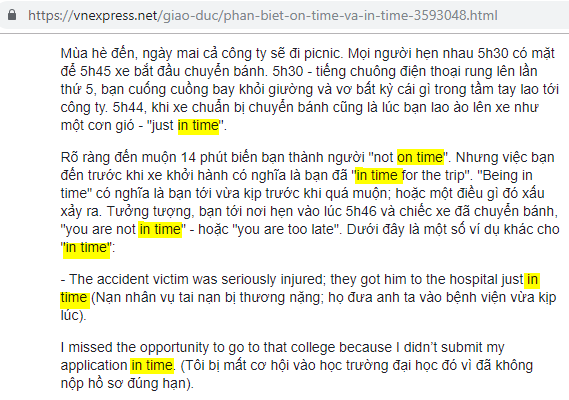 https://vnexpress.net/giao-duc/phan-biet-on-time-va-in-time-3593048.html
Mùa hè đến, ngày mai cả công ty sẽ đi picnic. Mọi người hẹn nhau 5h30 có mặt
để 5h45 xe bắt đầu chuyển bánh. 5h30 - tiếng chuông điện thoại rung lên lần
thứ 5, bạn cuống cuồng bay khỏi giường và vơ bất kỳ cái gì trong tầm tay lao tới
công ty. 5h44, khi xe chuẩn bị chuyển bánh cũng là lúc bạn lao ào lên xe như
một cơn gió - "just in time".
Rõ ràng đến muộn 14 phút biến bạn thành người "not on time". Nhưng việc bạn
đến trước khi xe khởi hành có nghĩa là bạn đã "in time for the trip". "Being in
time" có nghĩa là bạn tới vừa kịp trước khi quá muộn; hoặc một điều gì đó xấu
xảy ra. Tưởng tượng, bạn tới nơi hẹn vào lúc 5h46 và chiếc xe đã chuyển bánh,
"you are not in time" - hoặc "you are too late". Dưới đây là một số ví dụ khác cho
"in time":
- The accident victim was seriously injured; they got him to the hospital just in
time (Nạn nhân vụ tai nạn bị thương nặng; họ đưa anh ta vào bệnh viện vừa kịp
lúc).
I missed the opportunity to go to that college because I didn't submit my
application in time. (Tôi bị mất cơ hội vào học trường đại học đó vì đã không
nộp hồ sơ đúng hạn).